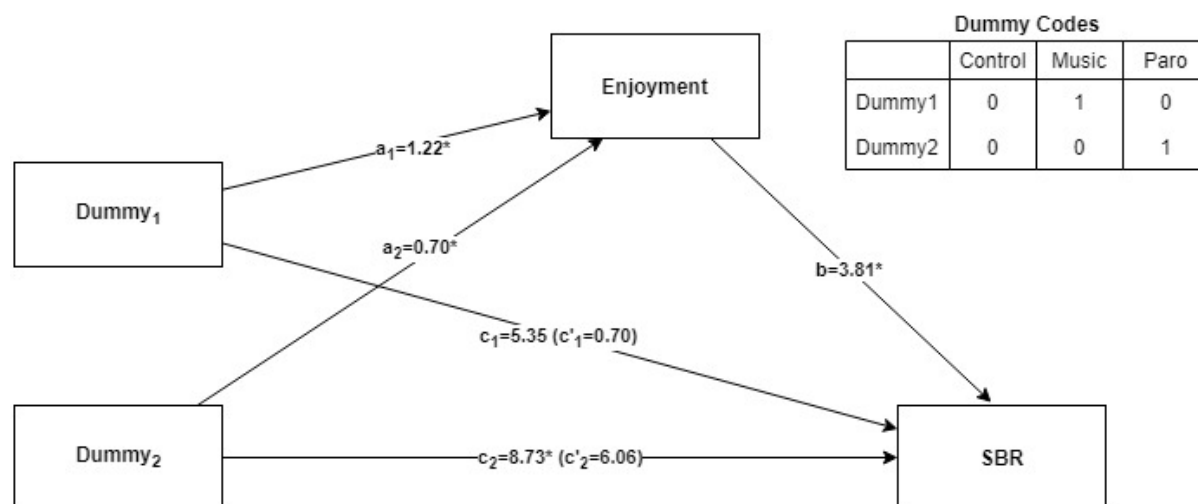 Dummy Codes
Control Music Paro
Dummy1 0 1 0
Dummy2 0 0 1
Enjoyment
a₁=1.22*
Dummy₁
a₂=0.70*
b=3.81*
c₁=5.35 (c'₁=0.70)
Dummy₂
c₂=8.73* (c'₂=6.06)
SBR